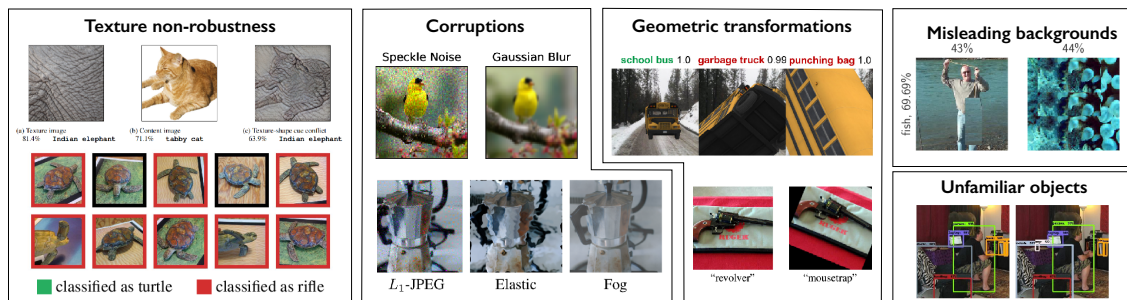 Texture non-robustness
(a) Texture image
81.4% Indian elephant
(b) Content image
71.1% tabby cat
(c) Texture-shape cue conflict
63.9% Indian elephant
classified as turtle
classified as rifle
Corruptions
Speckle Noise
Gaussian Blur
L₁-JPEG
Elastic
Fog
Geometric transformations
school bus 1.0
garbage truck 0.99
punching bag 1.0
RUGER
“revolver”
“mousetrap”
Misleading backgrounds
43%
44%
fish, 69.69%
Unfamiliar objects